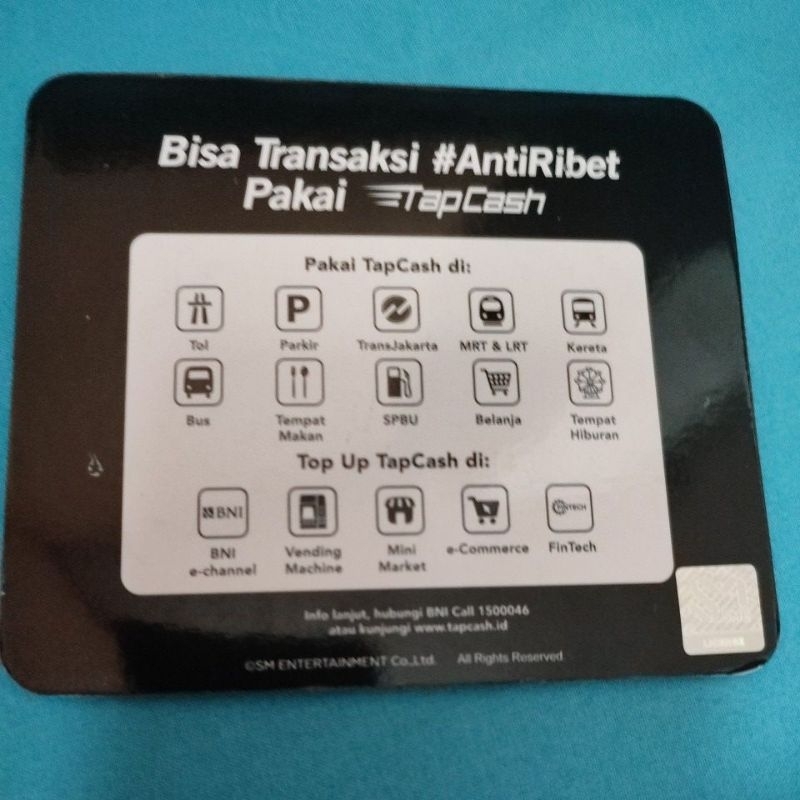 Bisa Transaksi #AntiRibet
Pakai TapCash
Pakai TapCash di:
P
Tol Parkir TransJakarta MRT & LRT Kereta
Bus Tempat Makan SPBU Belanja Tempat Hiburan
Top Up TapCash di:
BNI
BNI e-channel Vending Machine Mini Market e-Commerce FinTech
Info lanjut, hubungi BNI Call 1500046
atau kunjungi www.tapcash.id
©SM ENTERTAINMENT Co.,Ltd. All Rights Reserved.